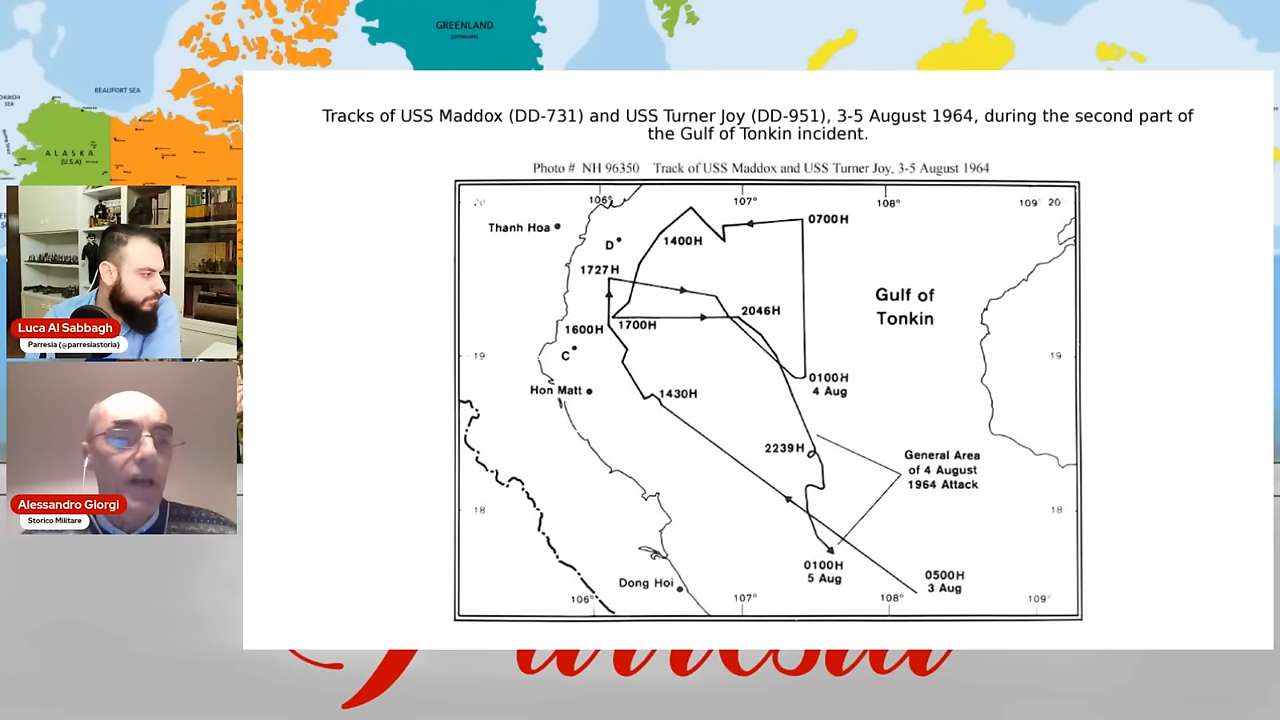 GREENLAND
BEAUFORT SEA
ALASKA
(U.S.A)
Tracks of USS Maddox (DD-731) and USS Turner Joy (DD-951), 3-5 August 1964, during the second part of
the Gulf of Tonkin incident.
Photo # NH 96350 Track of USS Maddox and USS Turner Joy, 3-5 August 1964
20 106° 107° 108° 109° 20
Thanh Hoa
0700H
D
1400H
1727H
Gulf of
Tonkin
2046H
1600H
1700H
C
19
19
Hon Matt
0100H
4 Aug
1430H
2239H
General Area
of 4 August
1964 Attack
18
18
0100H
5 Aug
0500H
3 Aug
Dong Hoi
106° 107° 108° 109°
Luca Al Sabbagh
Parresia (@parresiastoria)
Alessandro Giorgi
Storico Militare
Parresia